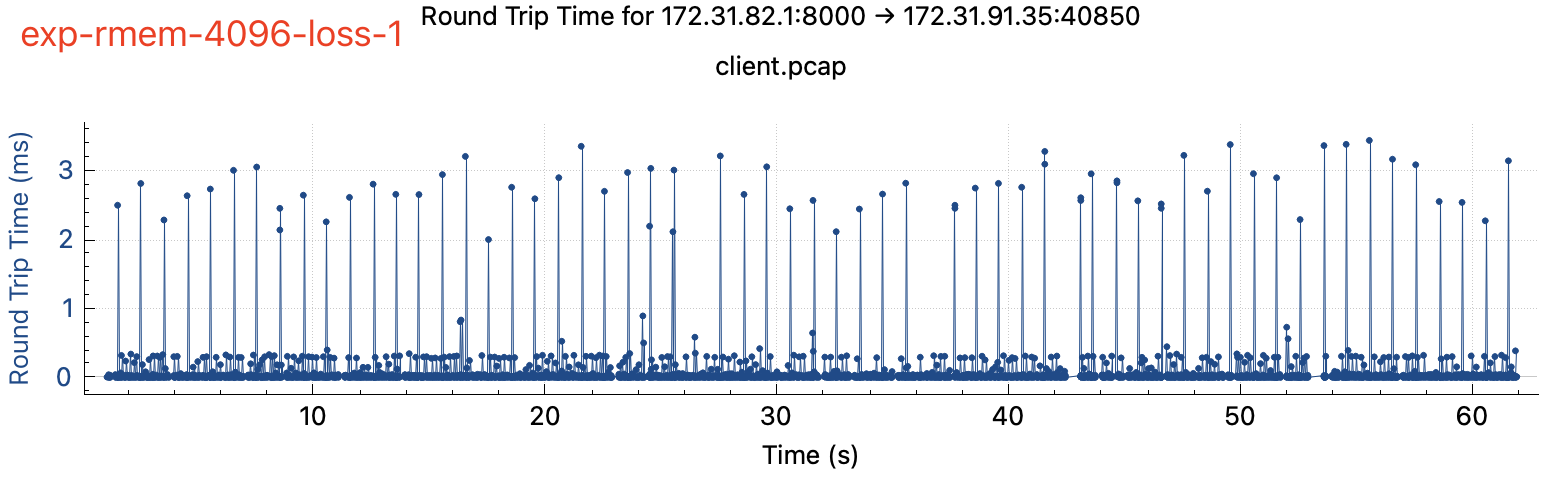 exp-rmem-4096-loss-1
Round Trip Time for 172.31.82.1:8000 → 172.31.91.35:40850
client.pcap
Round Trip Time (ms)
3
2
1
0
10 20 30 40 50 60
Time (s)